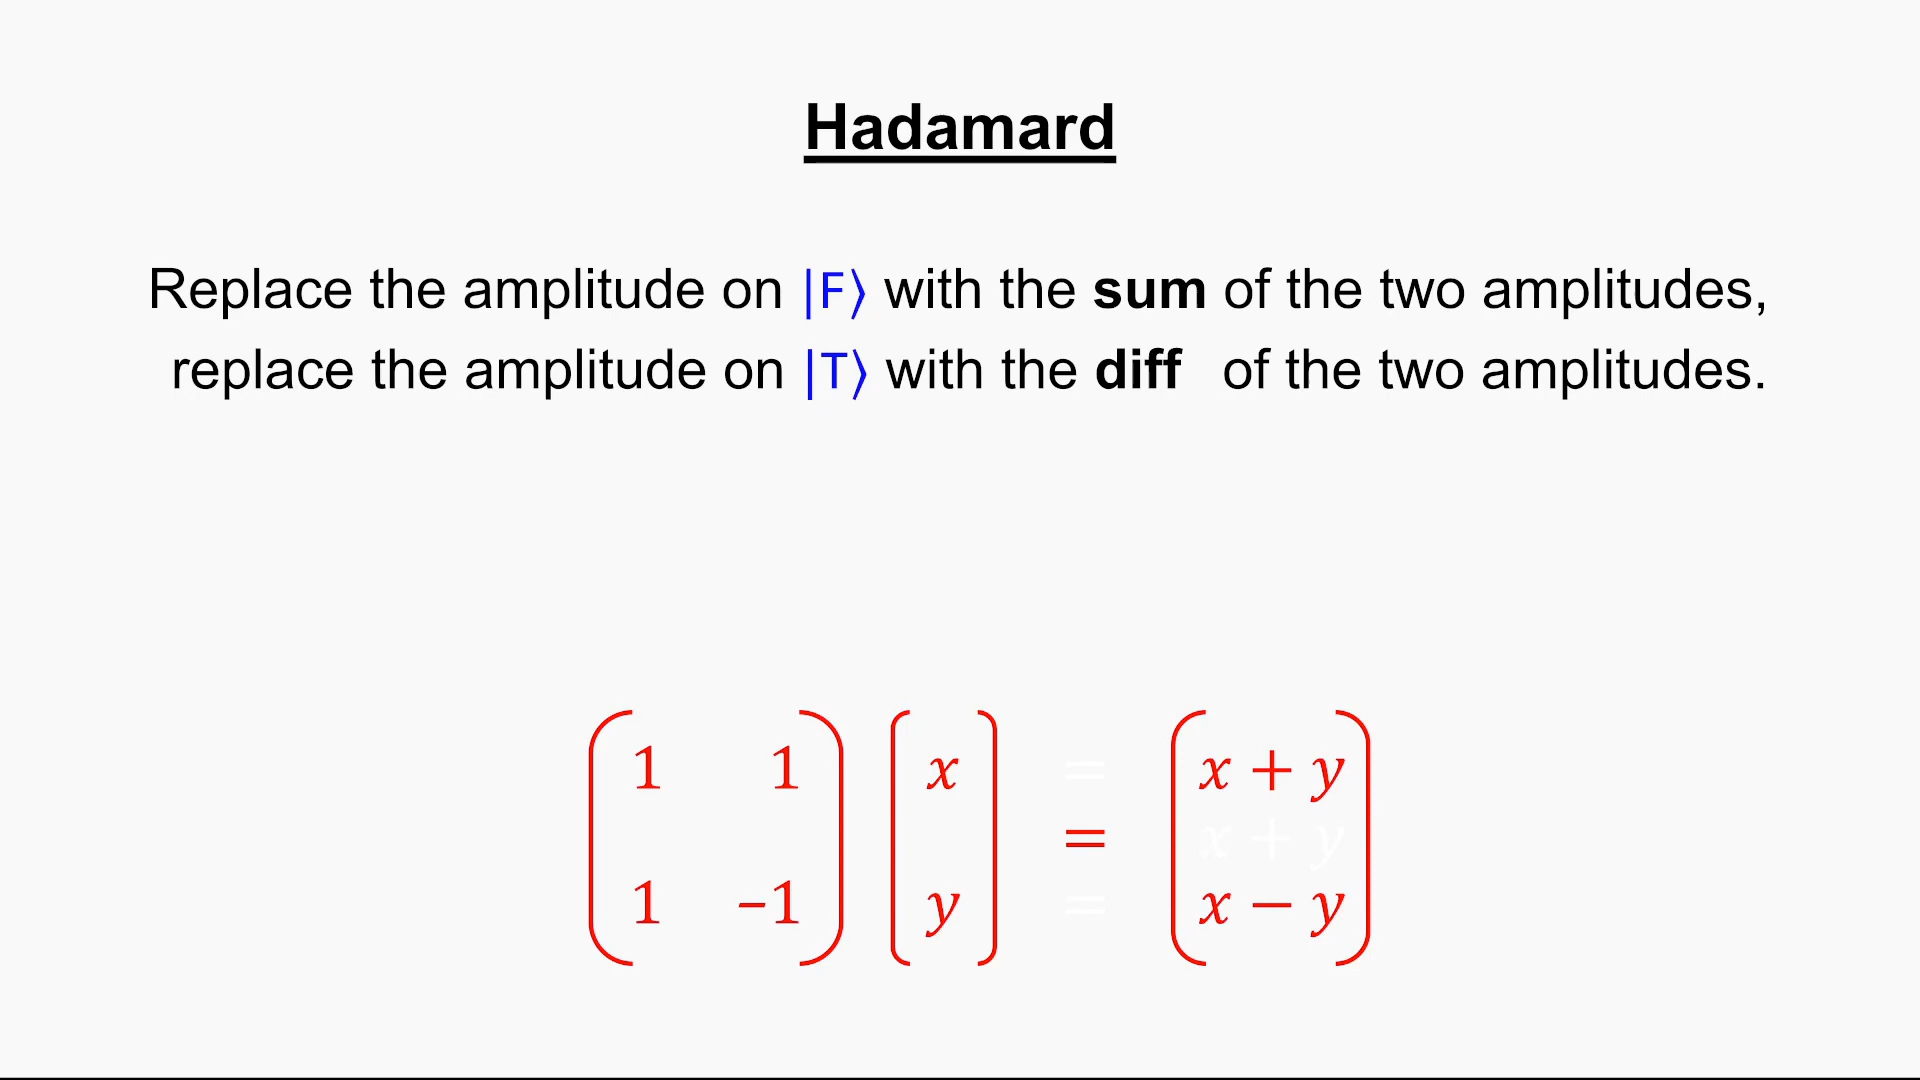 Hadamard
Replace the amplitude on |F⟩ with the sum of the two amplitudes,
replace the amplitude on |T⟩ with the diff of the two amplitudes.
1 1 x = x + y
= x + y
1 –1 y = x − y